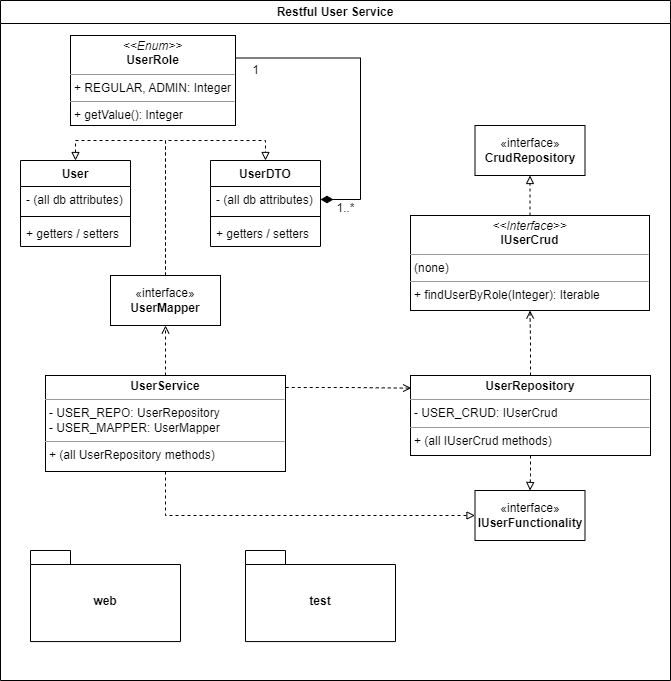 Restful User Service
<<Enum>>
UserRole
+ REGULAR, ADMIN: Integer
+ getValue(): Integer
1
User
- (all db attributes)
+ getters / setters
UserDTO
- (all db attributes)
+ getters / setters
1..*
«interface»
CrudRepository
<<Interface>>
IUserCrud
(none)
+ findUserByRole(Integer): Iterable
«interface»
UserMapper
UserService
- USER_REPO: UserRepository
- USER_MAPPER: UserMapper
+ (all UserRepository methods)
UserRepository
- USER_CRUD: IUserCrud
+ (all IUserCrud methods)
«interface»
IUserFunctionality
web
test